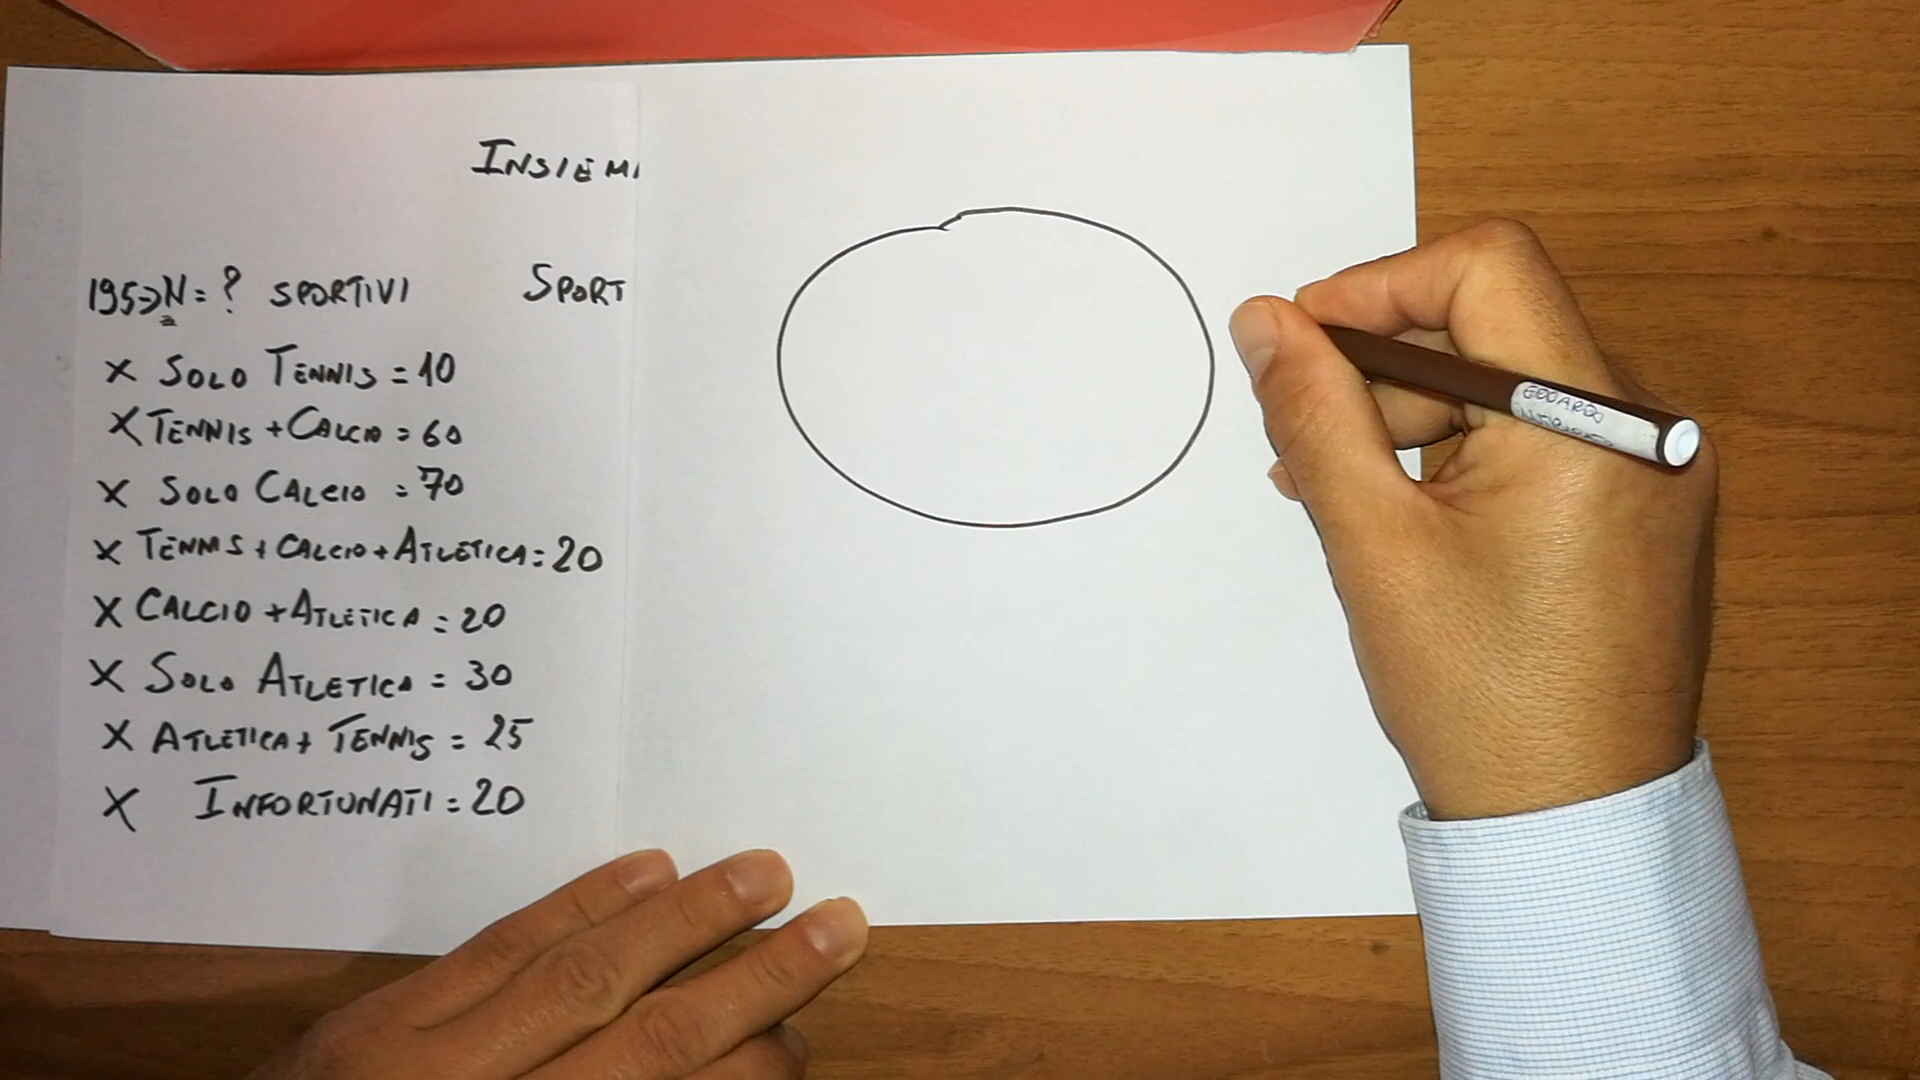 INSIEMI
195⇒N = ? SPORTIVI SPORT
X SOLO TENNIS = 10
X TENNIS + CALCIO = 60
X SOLO CALCIO = 70
X TENNIS + CALCIO + ATLETICA = 20
X CALCIO + ATLETICA = 20
X SOLO ATLETICA = 30
X ATLETICA + TENNIS = 25
X INFORTUNATI = 20
EDOARDO